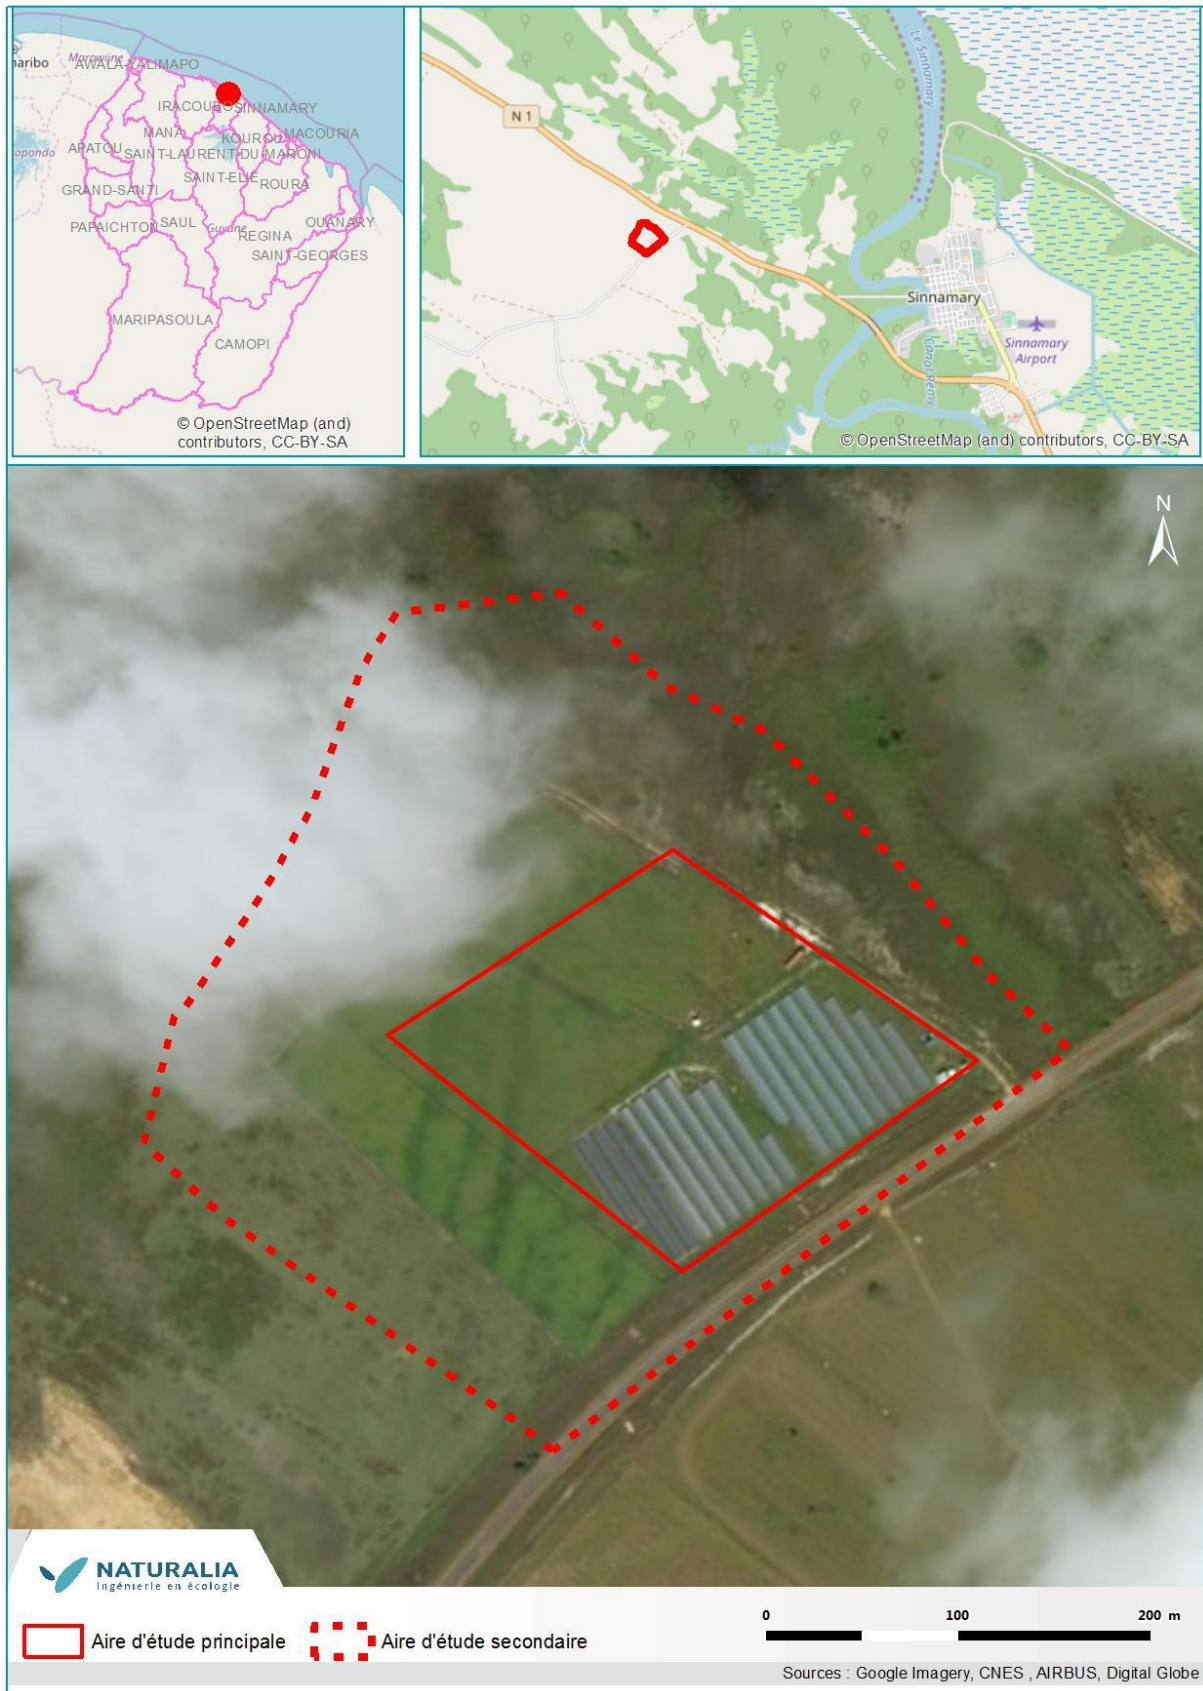 Marowijne
aribo
AWALA-YALIMAPO
IRACOUBO
SINNAMARY
MANA
KOUROU
MACOURIA
APATOU
SAINT-LAURENT-DU-MARONI
opondo
SAINT-ELIE
ROURA
GRAND-SANTI
PAPAICHTON
SAUL
Guyane
REGINA
OUANARY
SAINT-GEORGES
MARIPASOULA
CAMOPI
© OpenStreetMap (and)
contributors, CC-BY-SA
N 1
Le Sinnamary
Sinnamary
Sinnamary
Airport
Canal Rémy
© OpenStreetMap (and) contributors, CC-BY-SA
N
NATURALIA
Ingénierie en écologie
Aire d'étude principale
Aire d'étude secondaire
0 100 200 m
Sources : Google Imagery, CNES , AIRBUS, Digital Globe